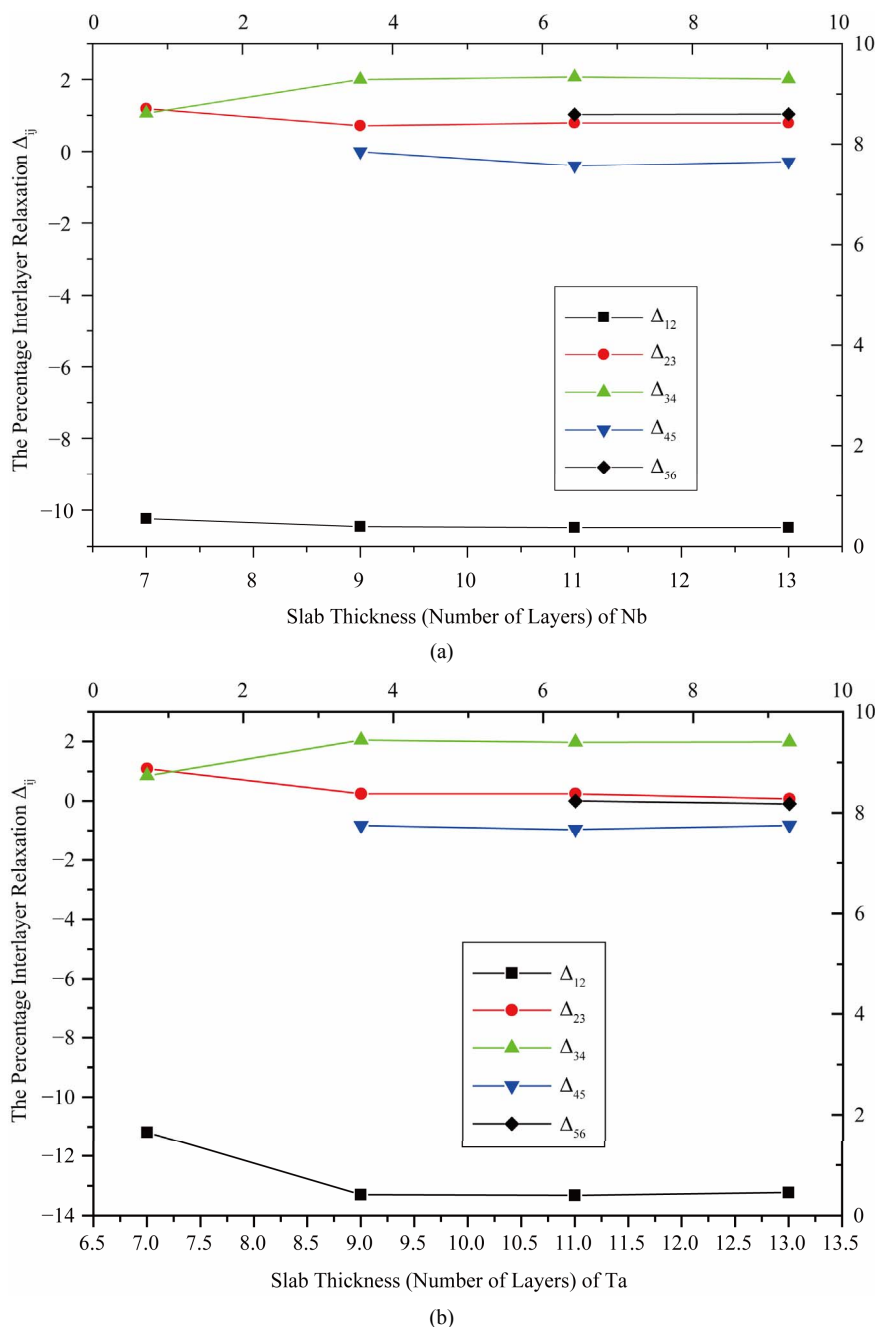 0 2 4 6 8 10
2 0 −2 −4 −6 −8 −10
The Percentage Interlayer Relaxation Δij
10 8 6 4 2 0
Δ12
Δ23
Δ34
Δ45
Δ56
7 8 9 10 11 12 13
Slab Thickness (Number of Layers) of Nb
(a)
0 2 4 6 8 10
2 0 −2 −4 −6 −8 −10 −12 −14
The Percentage Interlayer Relaxation Δij
10 8 6 4 2 0
Δ12
Δ23
Δ34
Δ45
Δ56
6.5 7.0 7.5 8.0 8.5 9.0 9.5 10.0 10.5 11.0 11.5 12.0 12.5 13.0 13.5
Slab Thickness (Number of Layers) of Ta
(b)